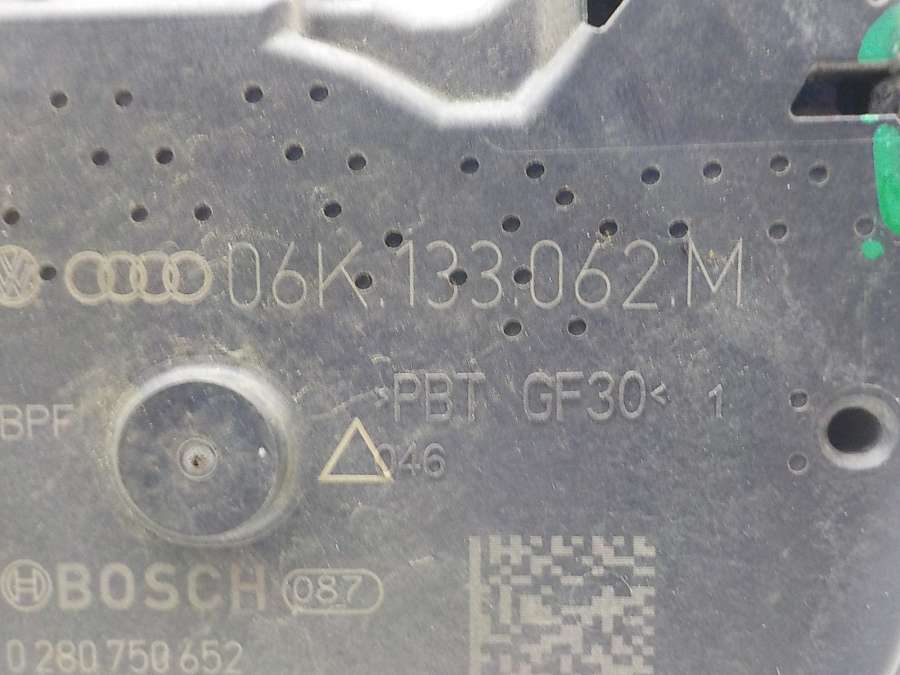 06K.133.062.M
>PBT GF30< 1
BPF
046
BOSCH 087
0 280 750 652